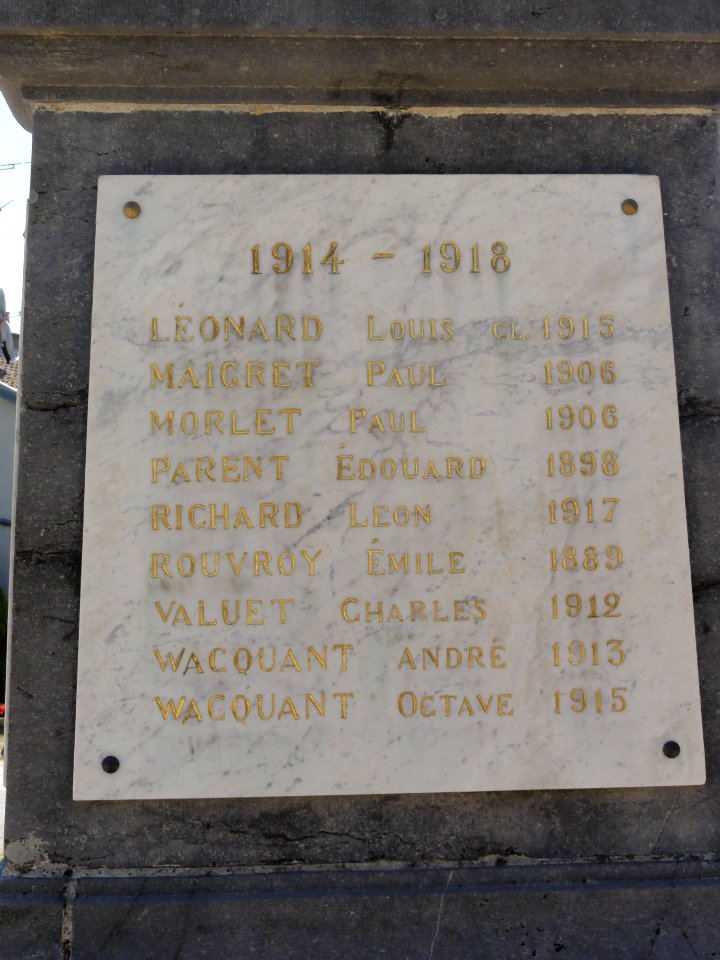 1914 - 1918
LÉONARD LOUIS CL. 1915
MAIGRET PAUL 1906
MORLET PAUL 1906
PARENT ÉDOUARD 1898
RICHARD LEON 1917
ROUVROY ÉMILE 1889
VALUET CHARLES 1912
WACQUANT ANDRÉ 1913
WACQUANT OCTAVE 1915